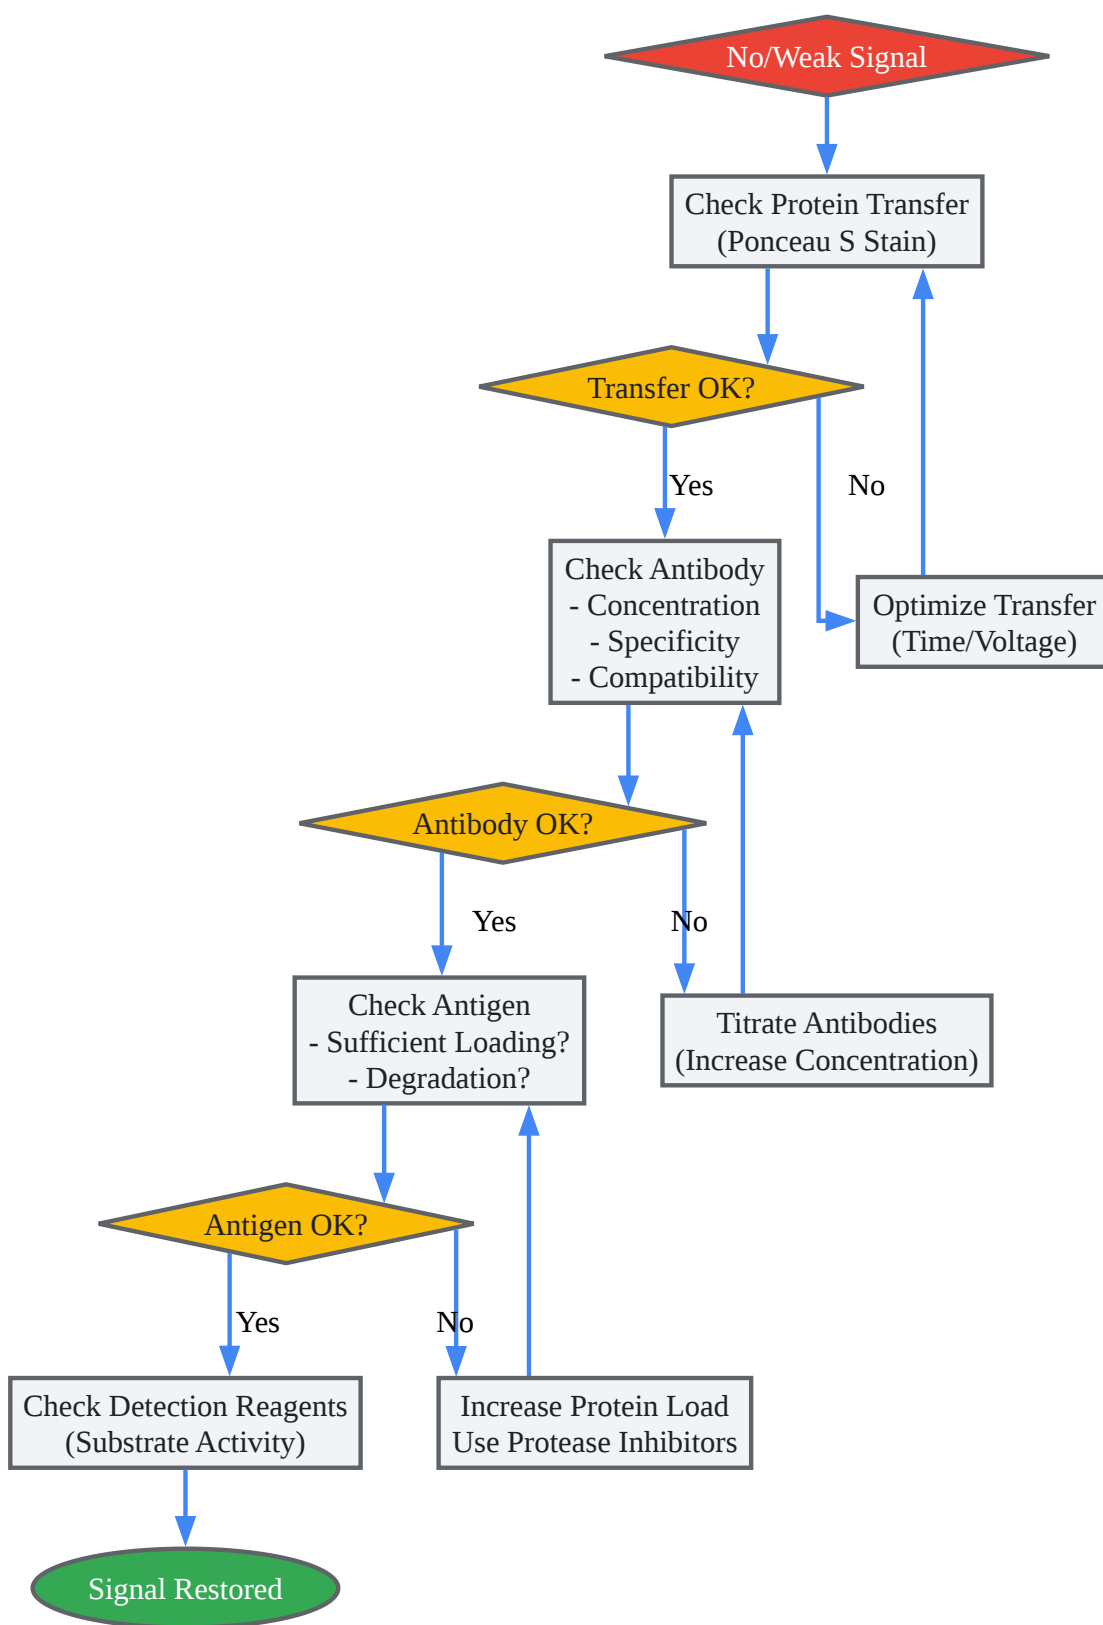 No/Weak Signal
Check Protein Transfer
(Ponceau S Stain)
Transfer OK?
Yes
No
Check Antibody
- Concentration
- Specificity
- Compatibility
Optimize Transfer
(Time/Voltage)
Antibody OK?
Yes
No
Check Antigen
- Sufficient Loading?
- Degradation?
Titrate Antibodies
(Increase Concentration)
Antigen OK?
Yes
No
Check Detection Reagents
(Substrate Activity)
Increase Protein Load
Use Protease Inhibitors
Signal Restored